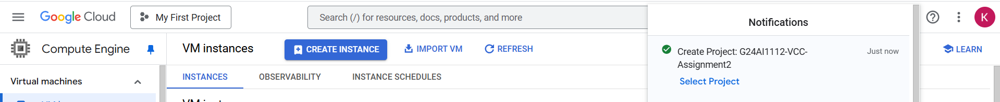 Google Cloud
My First Project
Search (/) for resources, docs, products, and more
K
Compute Engine
VM instances
CREATE INSTANCE
IMPORT VM
REFRESH
LEARN
Notifications
Create Project: G24AI1112-VCC-
Assignment2
Just now
Select Project
Virtual machines
INSTANCES
OBSERVABILITY
INSTANCE SCHEDULES